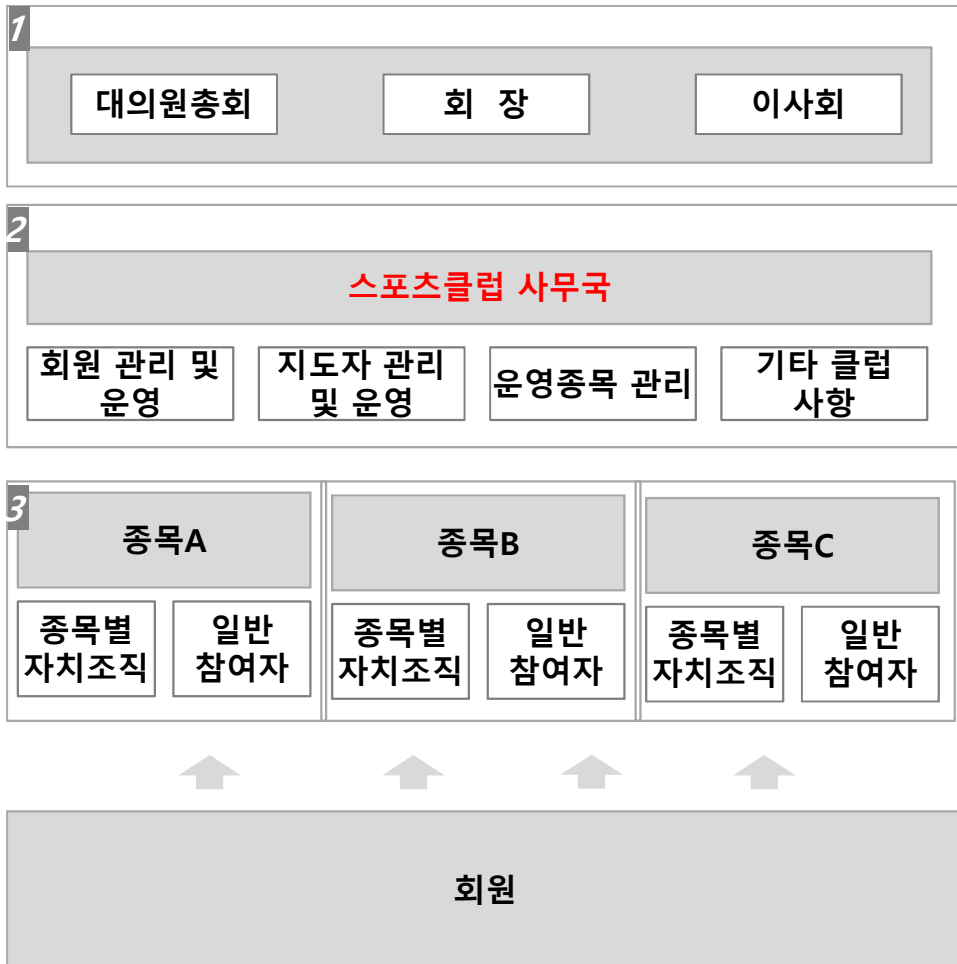 1
대의원총회
회 장
이사회
2
스포츠클럽 사무국
회원 관리 및
운영
지도자 관리
및 운영
운영종목 관리
기타 클럽
사항
3
종목A
종목B
종목C
종목별
자치조직
일반
참여자
종목별
자치조직
일반
참여자
종목별
자치조직
일반
참여자
회원